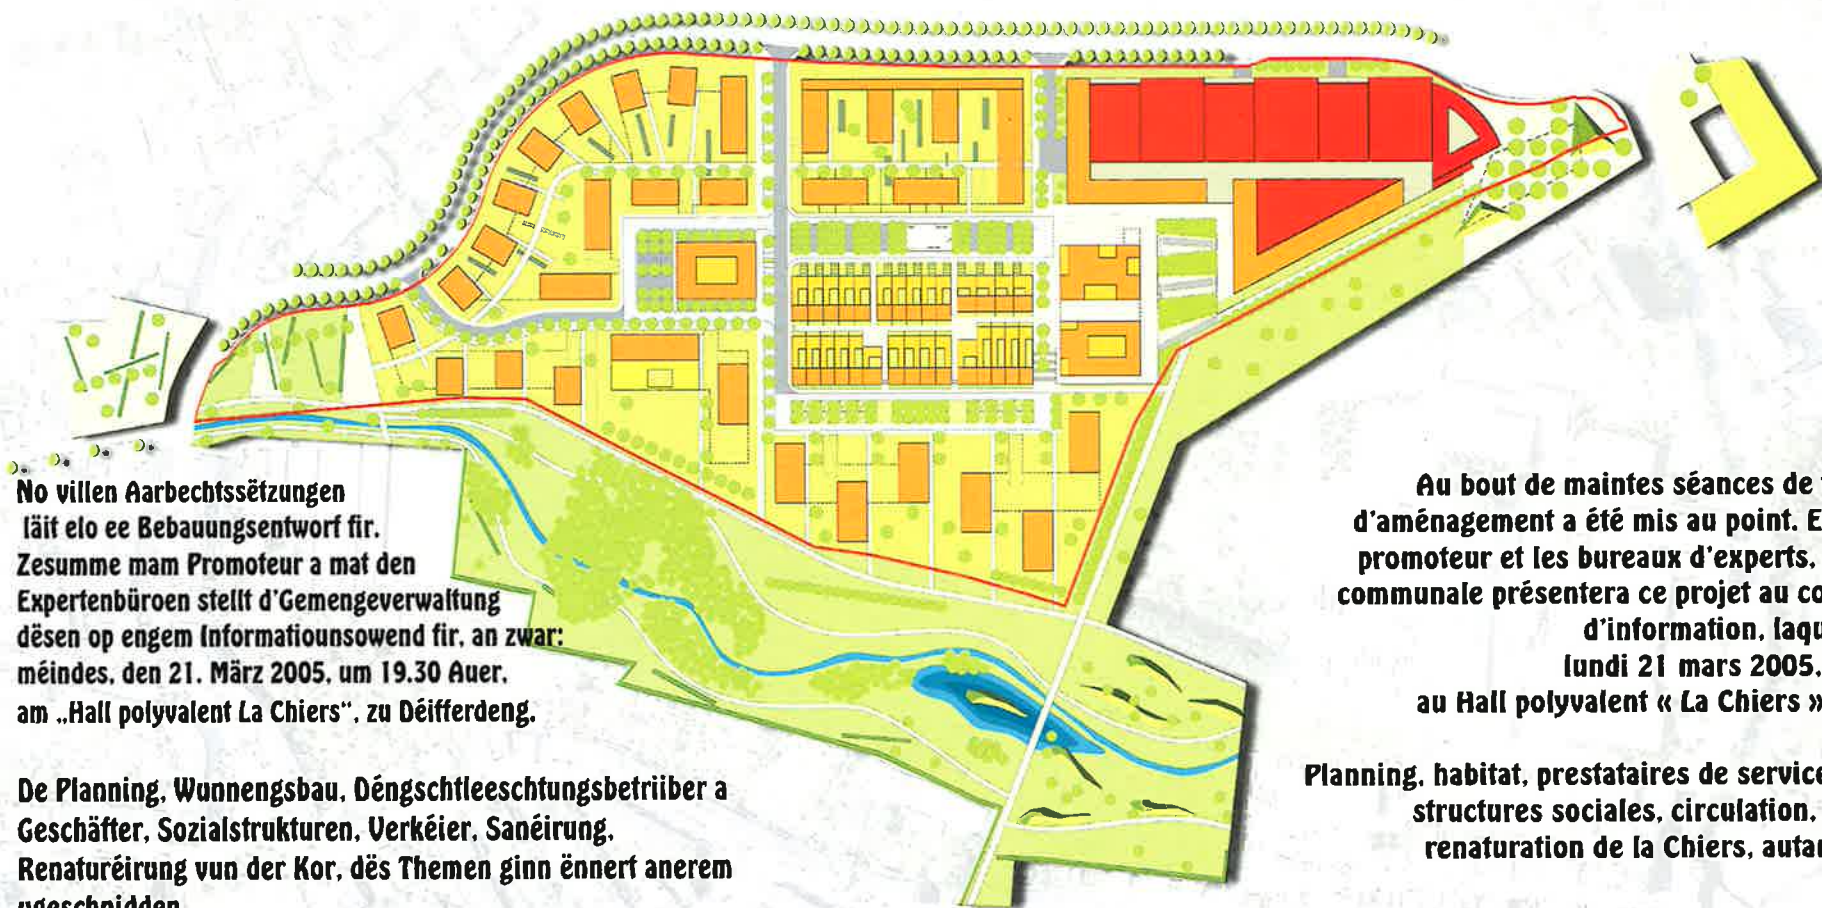 No villen Aarbechtssëtzungen
läit elo ee Bebauungsentworf fir.
Zesumme mam Promoteur a mat den
Expertenbüroen stellt d'Gemengeverwaltung
dësen op engem Informatiounsowend fir, an zwar:
méindes, den 21. März 2005, um 19.30 Auer,
am „Hall polyvalent La Chiers“, zu Déifferdeng.
De Planning, Wunnengsbau, Déngschtleeschtungsbetriiber a
Geschäfter, Sozialstrukturen, Verkéier, Sanéirung,
Renaturéirung vun der Kor, dës Themen ginn ënnert anerem
ugeschnidden
Au bout de maintes séances de
d'aménagement a été mis au point. E
promoteur et les bureaux d'experts,
communale présentera ce projet au co
d'information, laqu
lundi 21 mars 2005,
au Hall polyvalent « La Chiers »
Planning, habitat, prestataires de service
structures sociales, circulation,
renaturation de la Chiers, auta